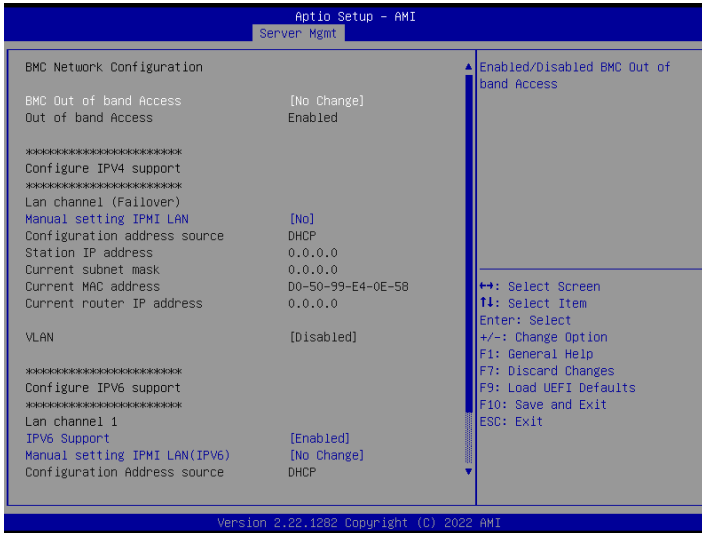 Aptio Setup - AMI
Server Mgmt
BMC Network Configuration
BMC Out of band Access [No Change]
Out of band Access Enabled
************************
Configure IPV4 support
************************
Lan channel (Failover)
Manual setting IPMI LAN [No]
Configuration address source DHCP
Station IP address 0.0.0.0
Current subnet mask 0.0.0.0
Current MAC address D0-50-99-E4-0E-58
Current router IP address 0.0.0.0
VLAN [Disabled]
************************
Configure IPV6 support
************************
Lan channel 1
IPV6 Support [Enabled]
Manual setting IPMI LAN(IPV6) [No Change]
Configuration Address source DHCP
Enabled/Disabled BMC Out of
band Access
↔: Select Screen
↑↓: Select Item
Enter: Select
+/-: Change Option
F1: General Help
F7: Discard Changes
F9: Load UEFI Defaults
F10: Save and Exit
ESC: Exit
Version 2.22.1282 Copyright (C) 2022 AMI